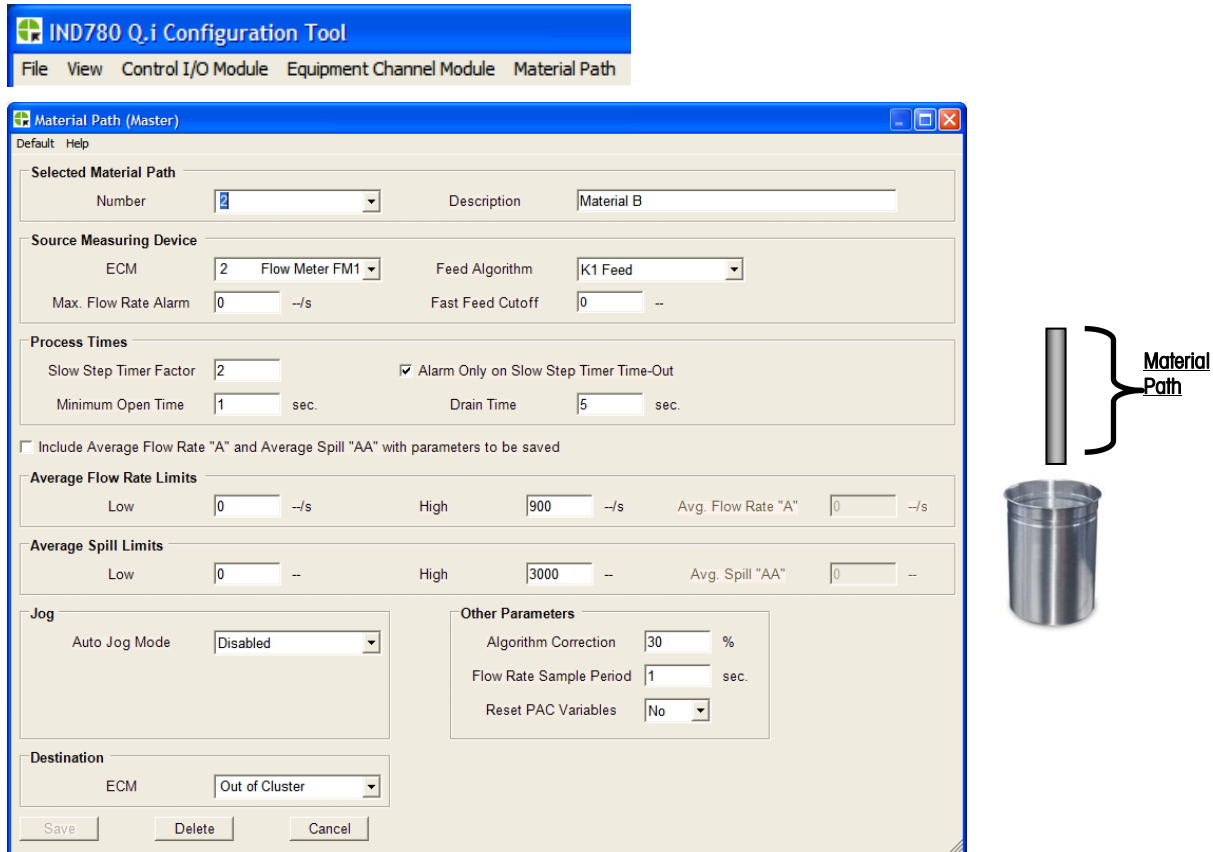 IND780 Q.i Configuration Tool
File View Control I/O Module Equipment Channel Module Material Path
Material Path (Master)
Default Help
Selected Material Path
Number 2 Description Material B
Source Measuring Device
ECM 2 Flow Meter FM1 Feed Algorithm K1 Feed
Max. Flow Rate Alarm 0 --/s Fast Feed Cutoff 0 --
Process Times
Slow Step Timer Factor 2 Alarm Only on Slow Step Timer Time-Out
Minimum Open Time 1 sec. Drain Time 5 sec.
Include Average Flow Rate "A" and Average Spill "AA" with parameters to be saved
Average Flow Rate Limits
Low 0 --/s High 900 --/s Avg. Flow Rate "A" 0 --/s
Average Spill Limits
Low 0 -- High 3000 -- Avg. Spill "AA" 0 --
Jog
Auto Jog Mode Disabled
Other Parameters
Algorithm Correction 30 %
Flow Rate Sample Period 1 sec.
Reset PAC Variables No
Destination
ECM Out of Cluster
Save Delete Cancel
Material
Path